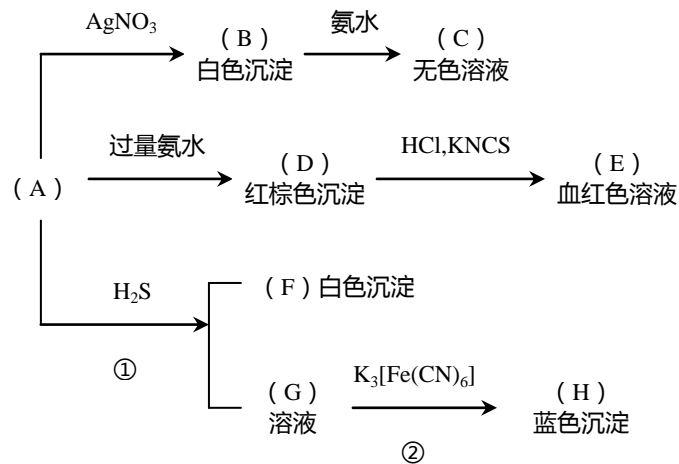 AgNO₃
（B）
白色沉淀
氨水
（C）
无色溶液
（A）
过量氨水
（D）
红棕色沉淀
HCl,KNCS
（E）
血红色溶液
H₂S
①
（F）白色沉淀
（G）
溶液
K₃[Fe(CN)₆]
②
（H）
蓝色沉淀